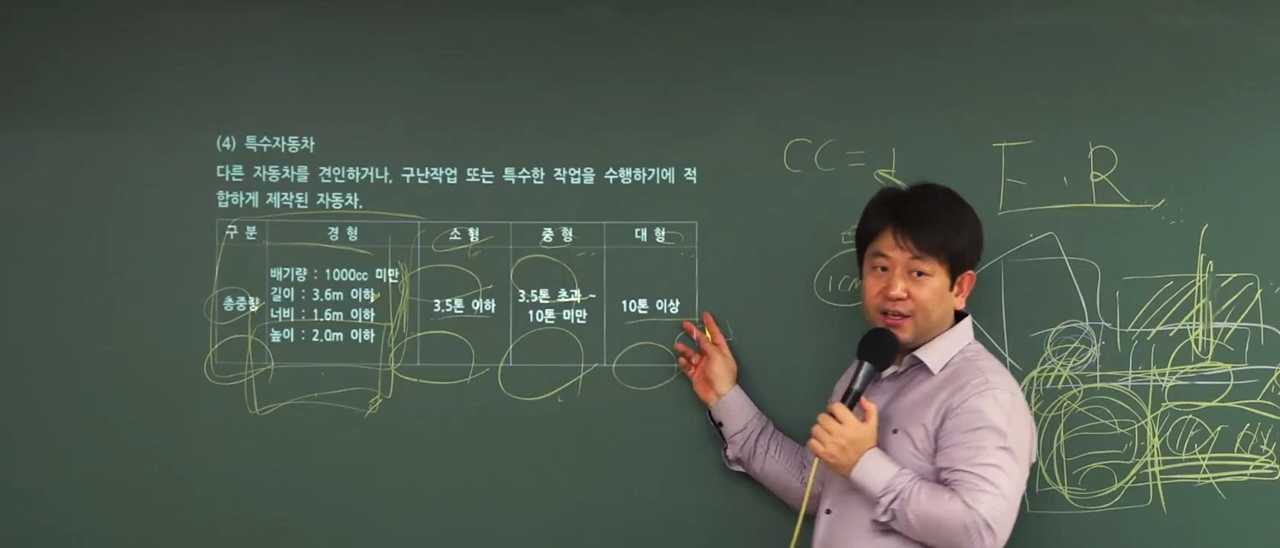 (4) 특수자동차
다른 자동차를 견인하거나, 구난작업 또는 특수한 작업을 수행하기에 적
합하게 제작된 자동차.
구분 경형 소형 중형 대형
총중량
배기량 : 1000cc 미만
길이 : 3.6m 이하
너비 : 1.6m 이하
높이 : 2.0m 이하
3.5톤 이하
3.5톤 초과 ~
10톤 미만
10톤 이상
CC=
F.R